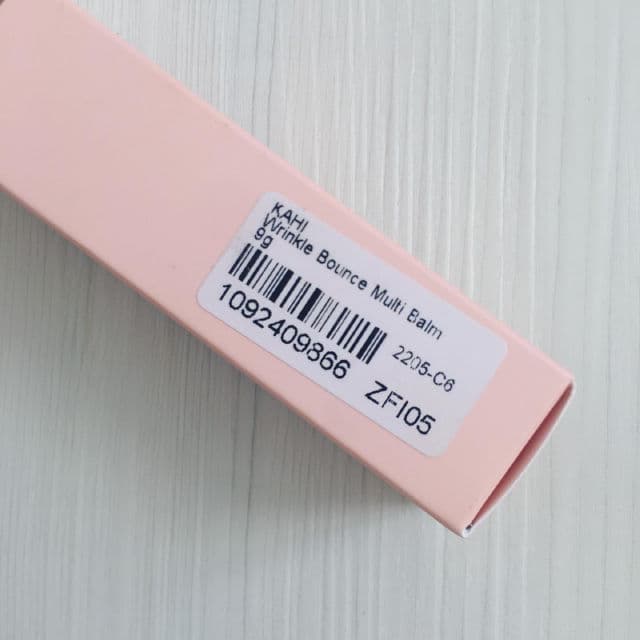 KAHI
Wrinkle Bounce Multi Balm
9g
2205-C6
1092409866 ZFI05